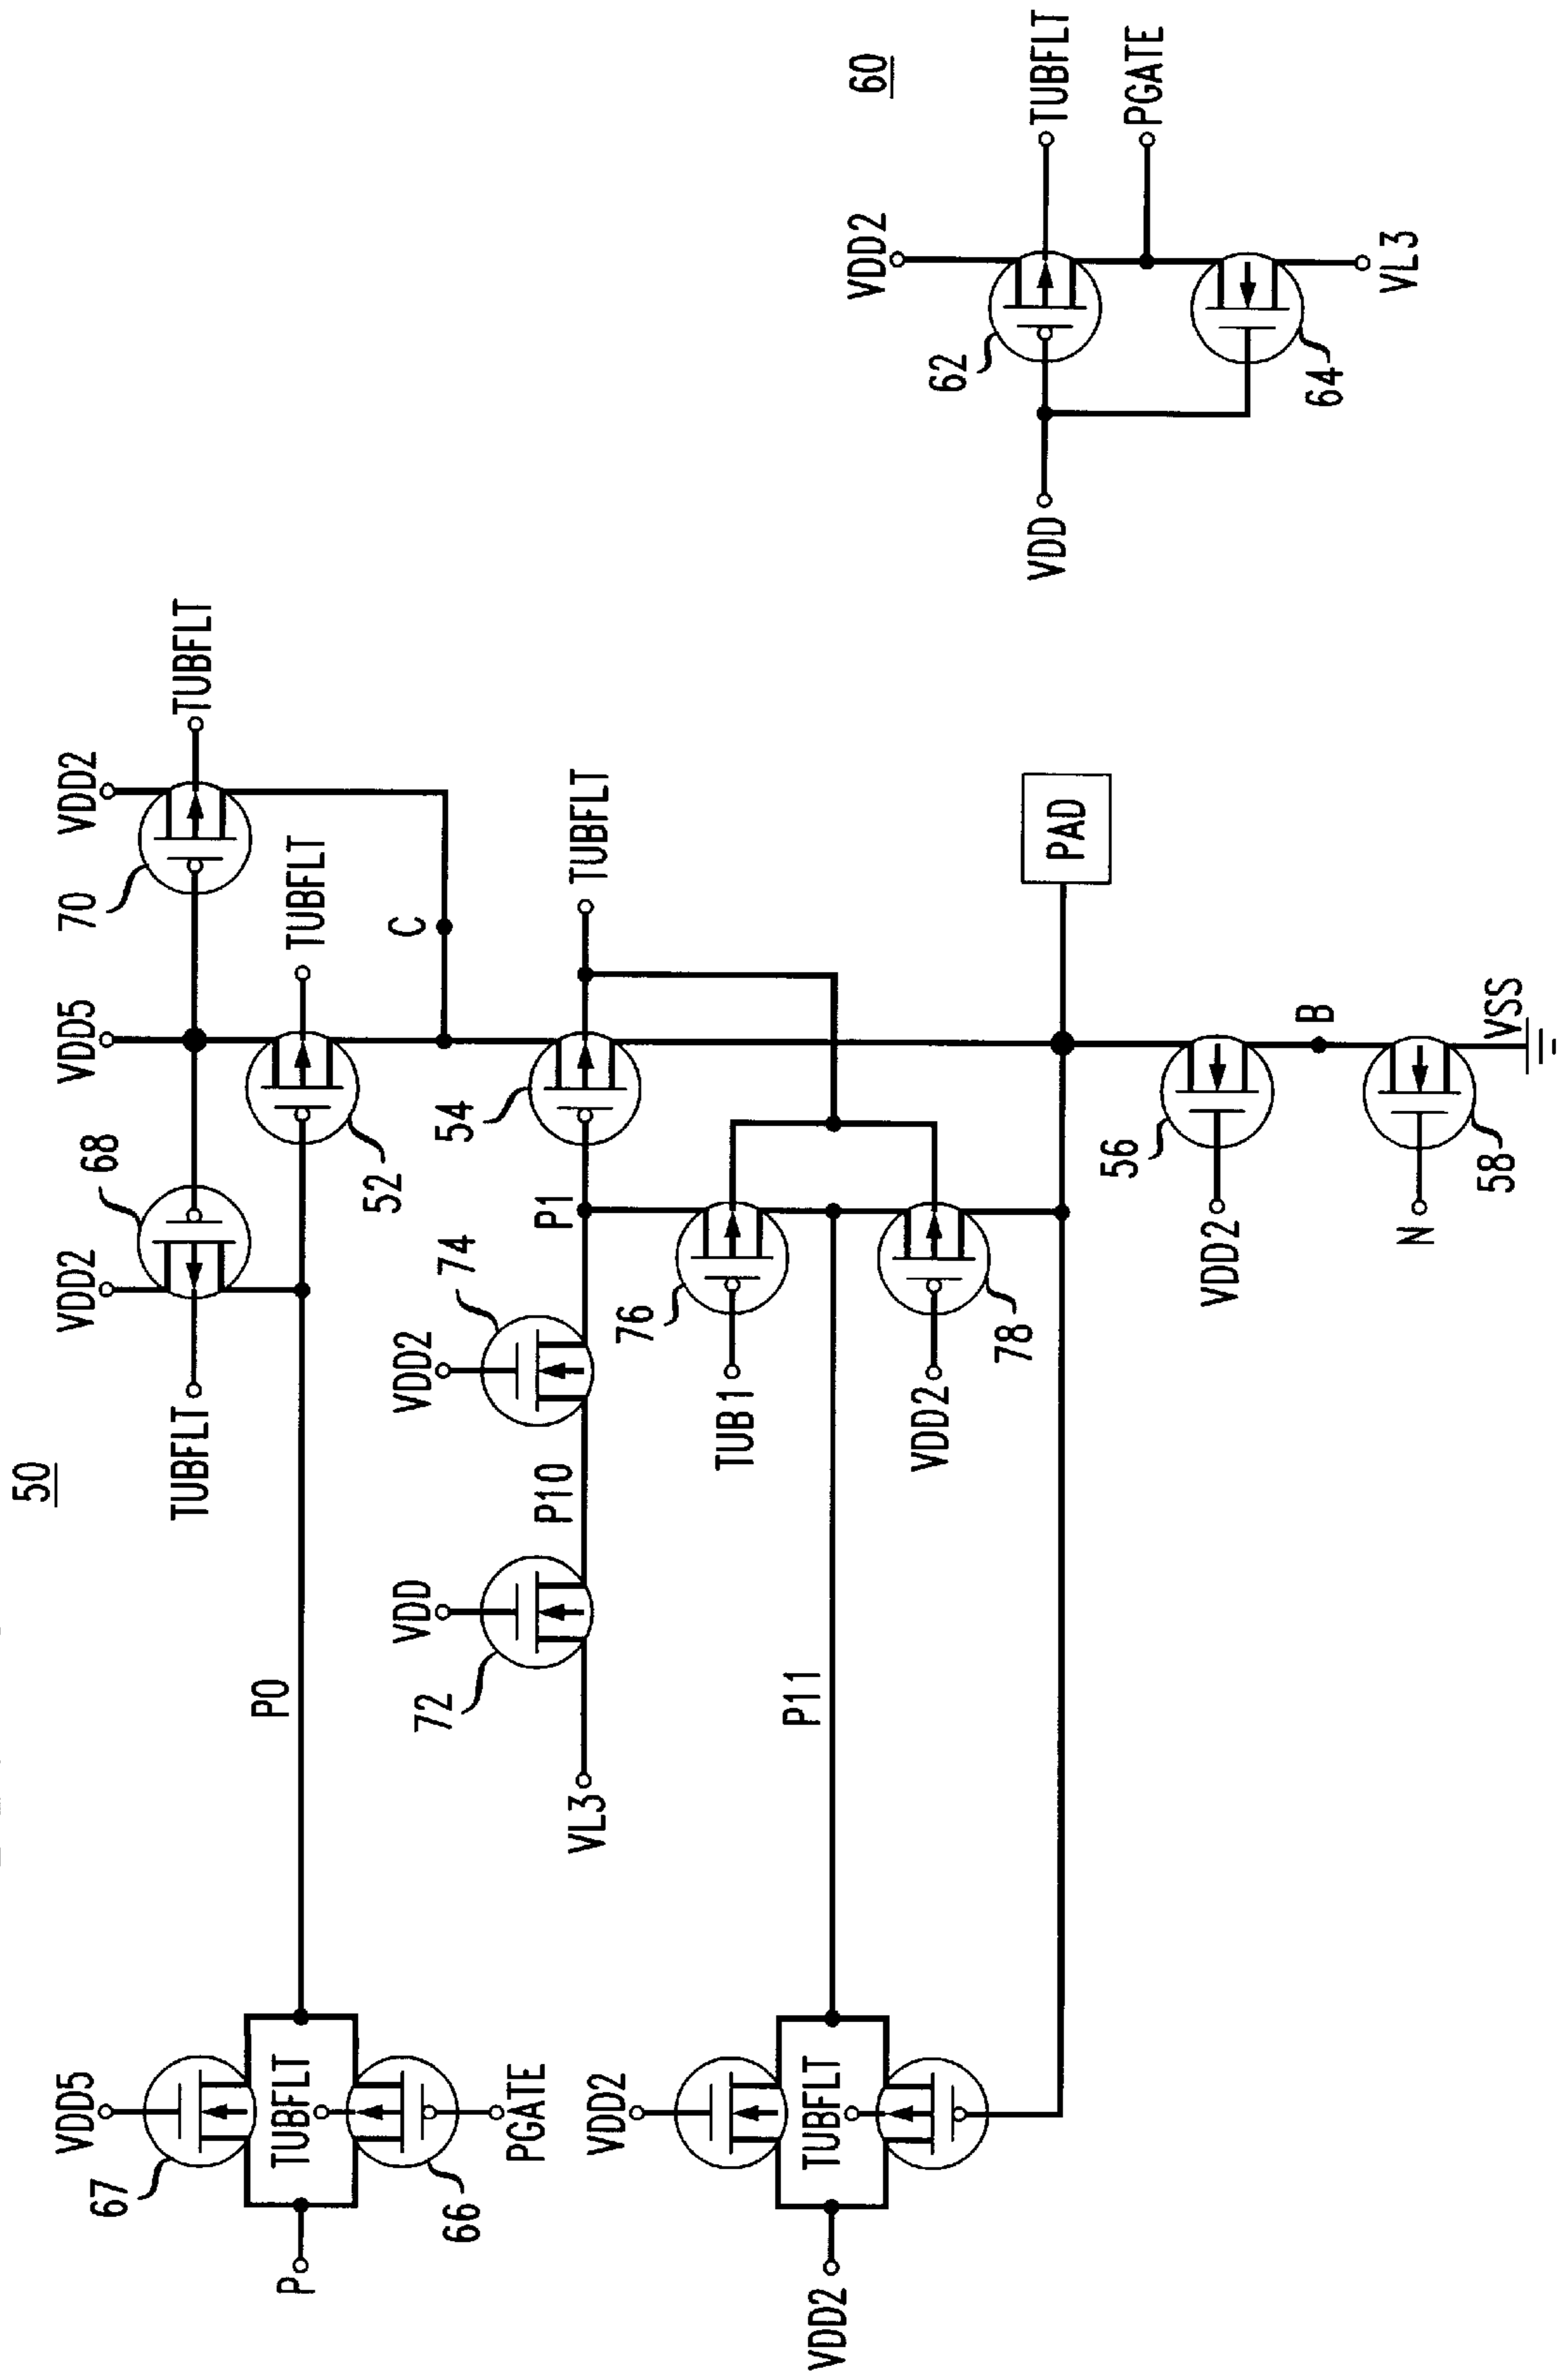 50
60
VDD2
68
VDD5
VDD2
70
TUBFLT
TUBFLT
TUBFLT
52
C
P0
VDD5
67
TUBFLT
P
66
PGATE
VDD
VDD2
74
72
P10
P1
54
TUBFLT
VL3
76
TUB1
P11
VDD2
78
VDD2
TUBFLT
VDD2
PAD
56
VDD2
B
N
58
VSS
VDD2
62
TUBFLT
VDD
PGATE
64
VL3